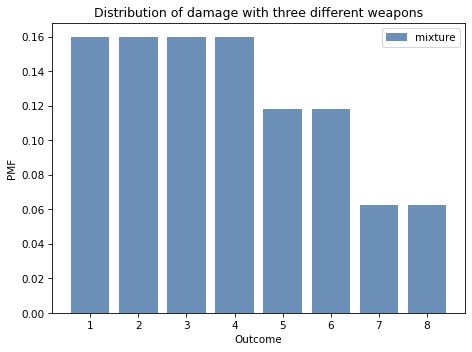 Distribution of damage with three different weapons
mixture
0.16
0.14
0.12
0.10
0.08
0.06
0.04
0.02
0.00
PMF
1 2 3 4 5 6 7 8
Outcome